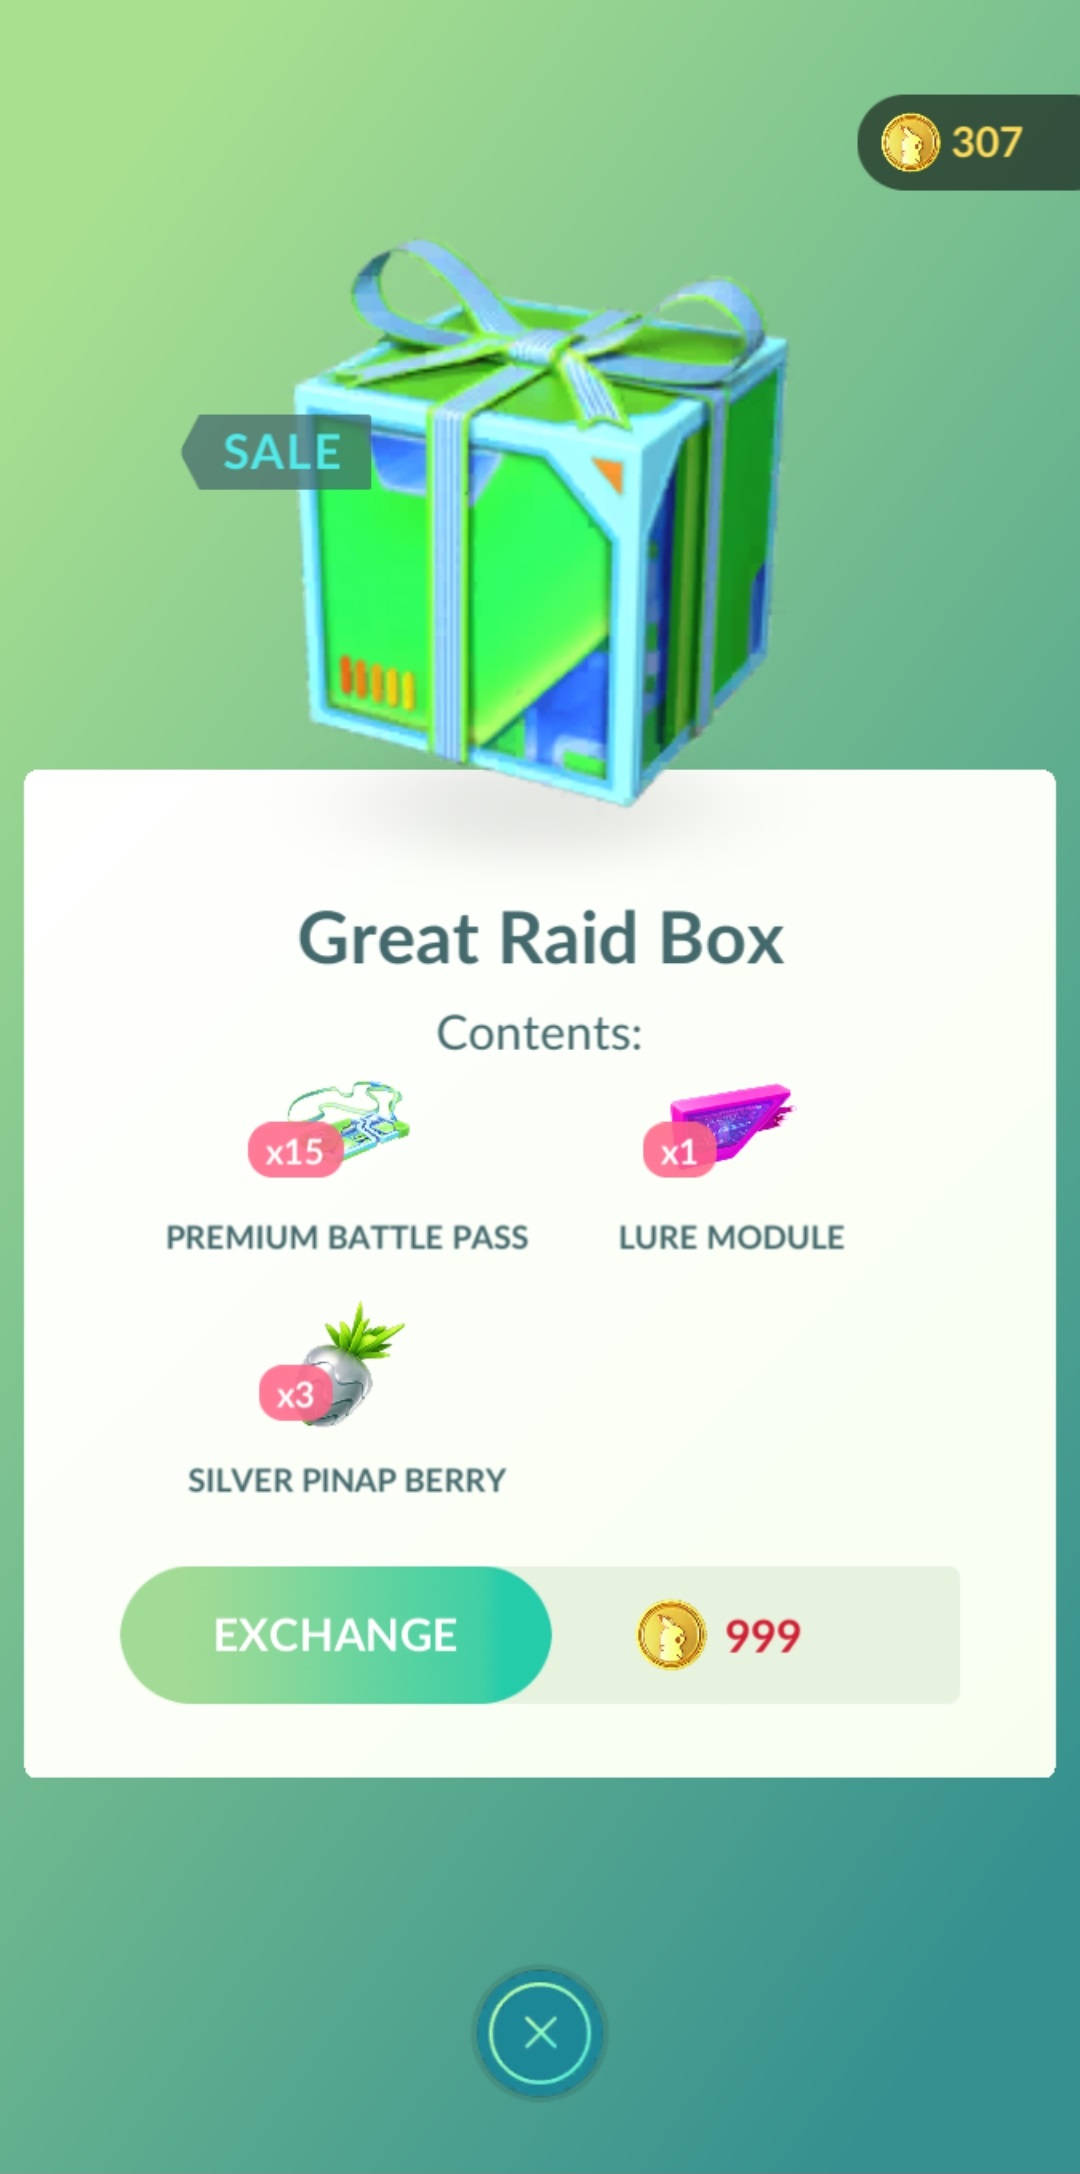 307
SALE
Great Raid Box
Contents:
x15
x1
PREMIUM BATTLE PASS
LURE MODULE
x3
SILVER PINAP BERRY
EXCHANGE
999